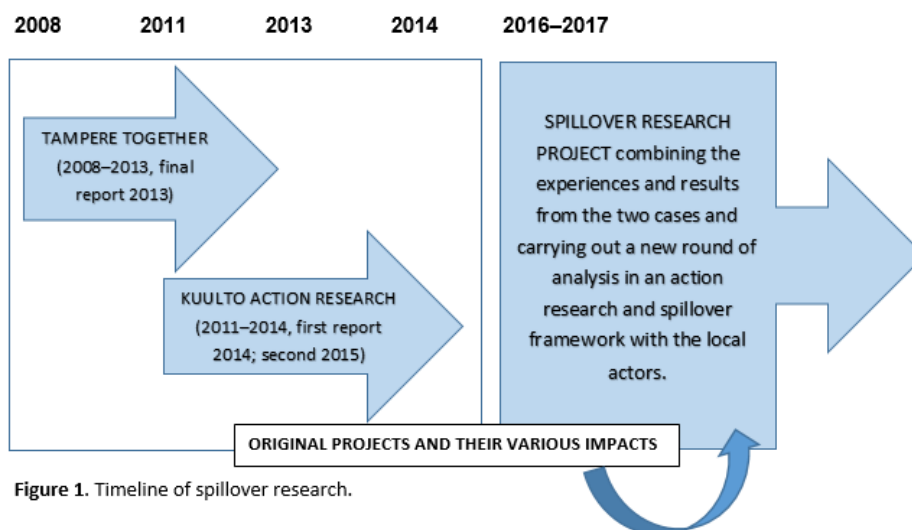 2008 2011 2013 2014 2016–2017
TAMPERE TOGETHER
(2008–2013, final
report 2013)
KUULTO ACTION RESEARCH
(2011–2014, first report
2014; second 2015)
SPILLOVER RESEARCH
PROJECT combining the
experiences and results
from the two cases and
carrying out a new round of
analysis in an action
research and spillover
framework with the local
actors.
ORIGINAL PROJECTS AND THEIR VARIOUS IMPACTS
Figure 1. Timeline of spillover research.